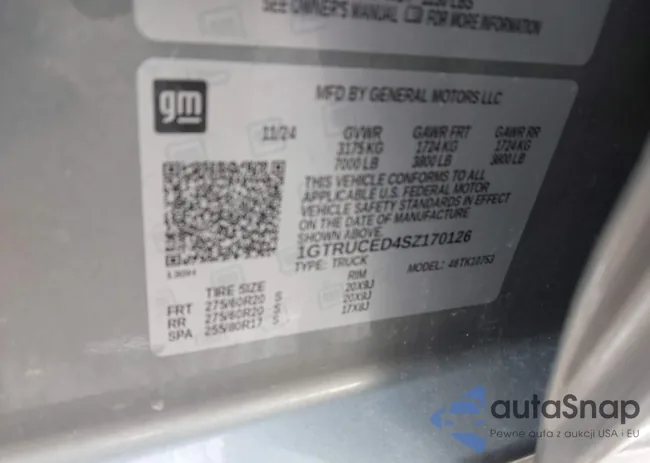 SEE OWNER'S MANUAL FOR MORE INFORMATION
gm
MFD BY GENERAL MOTORS LLC
11/24 GVWR GAWR FRT GAWR RR
3175 KG 1724 KG 1724 KG
7000 LB 3800 LB 3800 LB
THIS VEHICLE CONFORMS TO ALL
APPLICABLE U.S. FEDERAL MOTOR
VEHICLE SAFETY STANDARDS IN EFFECT
ON THE DATE OF MANUFACTURE
SHOWN ABOVE.
1GTRUCED4SZ170126
TYPE: TRUCK MODEL:
TIRE SIZE RIM
FRT 275/60R20 S 20X9J
RR 275/60R20 S 20X9J
SPA 255/80R17 S 17X8J
autaSnap
Pewne auta z aukcji USA i EU